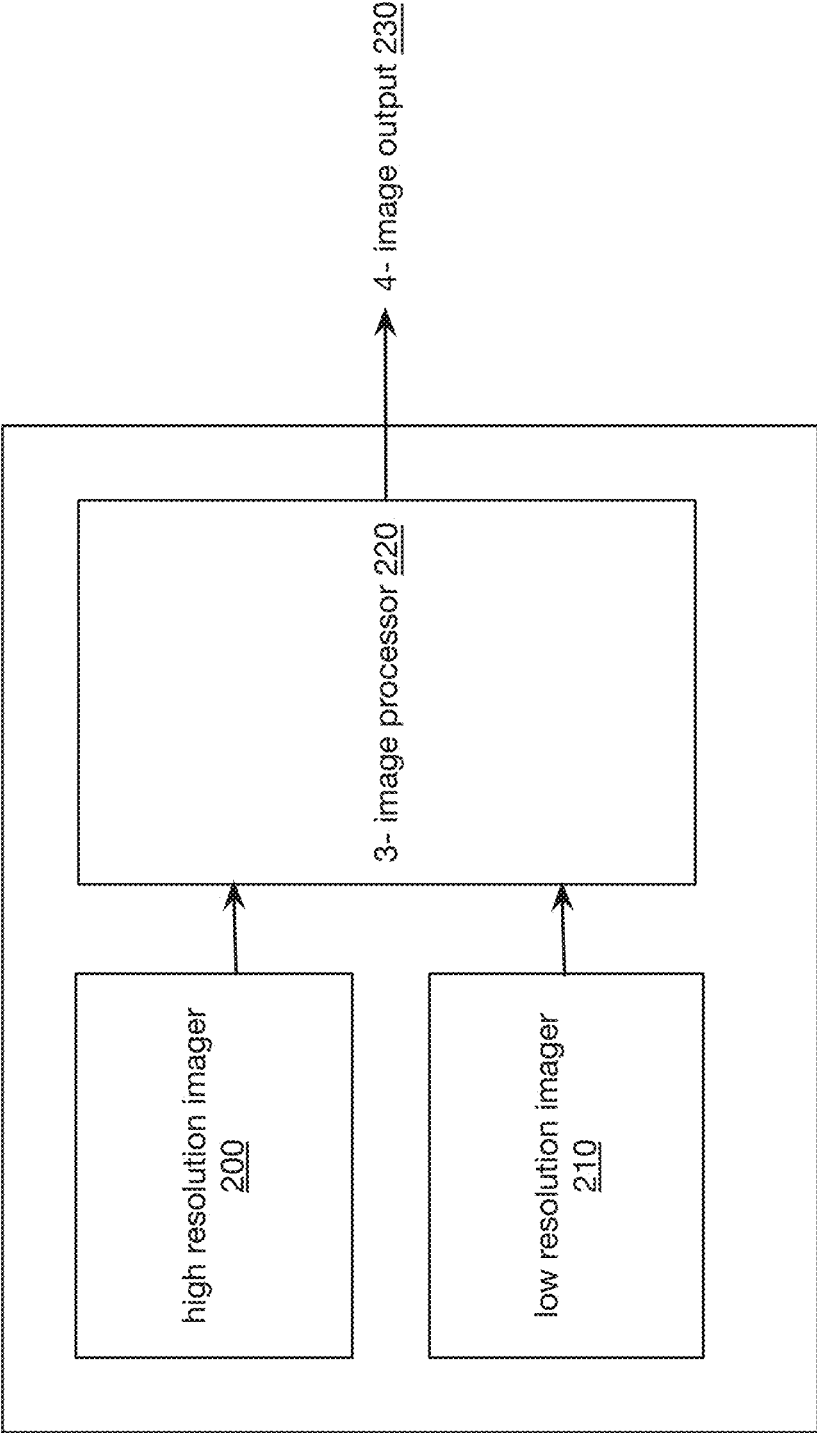 high resolution imager
200
low resolution imager
210
3- image processor 220
4- image output 230